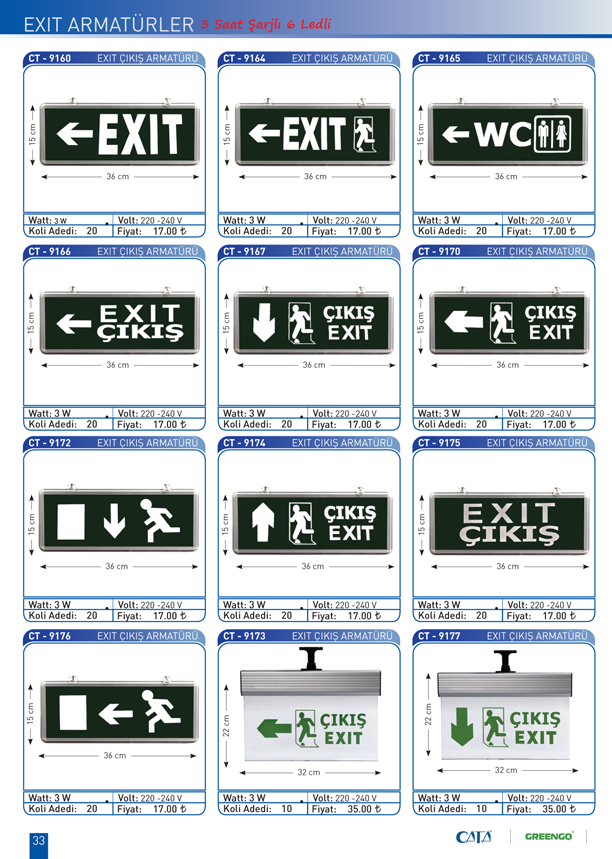 EXIT ARMATÜRLER 3 Saat Şarjlı 6 Ledli
CT - 9160 EXIT ÇIKIŞ ARMATÜRÜ
EXIT
15 cm
36 cm
Watt: 3 W Volt: 220 -240 V
Koli Adedi: 20 Fiyat: 17.00 ₺
CT - 9164 EXIT ÇIKIŞ ARMATÜRÜ
EXIT
15 cm
36 cm
Watt: 3 W Volt: 220 -240 V
Koli Adedi: 20 Fiyat: 17.00 ₺
CT - 9165 EXIT ÇIKIŞ ARMATÜRÜ
WC
15 cm
36 cm
Watt: 3 W Volt: 220 -240 V
Koli Adedi: 20 Fiyat: 17.00 ₺
CT - 9166 EXIT ÇIKIŞ ARMATÜRÜ
EXIT
ÇIKIŞ
15 cm
36 cm
Watt: 3 W Volt: 220 -240 V
Koli Adedi: 20 Fiyat: 17.00 ₺
CT - 9167 EXIT ÇIKIŞ ARMATÜRÜ
ÇIKIŞ
EXIT
15 cm
36 cm
Watt: 3 W Volt: 220 -240 V
Koli Adedi: 20 Fiyat: 17.00 ₺
CT - 9170 EXIT ÇIKIŞ ARMATÜRÜ
ÇIKIŞ
EXIT
15 cm
36 cm
Watt: 3 W Volt: 220 -240 V
Koli Adedi: 20 Fiyat: 17.00 ₺
CT - 9172 EXIT ÇIKIŞ ARMATÜRÜ
15 cm
36 cm
Watt: 3 W Volt: 220 -240 V
Koli Adedi: 20 Fiyat: 17.00 ₺
CT - 9174 EXIT ÇIKIŞ ARMATÜRÜ
ÇIKIŞ
EXIT
15 cm
36 cm
Watt: 3 W Volt: 220 -240 V
Koli Adedi: 20 Fiyat: 17.00 ₺
CT - 9175 EXIT ÇIKIŞ ARMATÜRÜ
EXIT
ÇIKIŞ
15 cm
36 cm
Watt: 3 W Volt: 220 -240 V
Koli Adedi: 20 Fiyat: 17.00 ₺
CT - 9176 EXIT ÇIKIŞ ARMATÜRÜ
15 cm
36 cm
Watt: 3 W Volt: 220 -240 V
Koli Adedi: 20 Fiyat: 17.00 ₺
CT - 9173 EXIT ÇIKIŞ ARMATÜRÜ
ÇIKIŞ
EXIT
22 cm
32 cm
Watt: 3 W Volt: 220 -240 V
Koli Adedi: 10 Fiyat: 35.00 ₺
CT - 9177 EXIT ÇIKIŞ ARMATÜRÜ
ÇIKIŞ
EXIT
22 cm
32 cm
Watt: 3 W Volt: 220 -240 V
Koli Adedi: 10 Fiyat: 35.00 ₺
33
CATA GREENGO